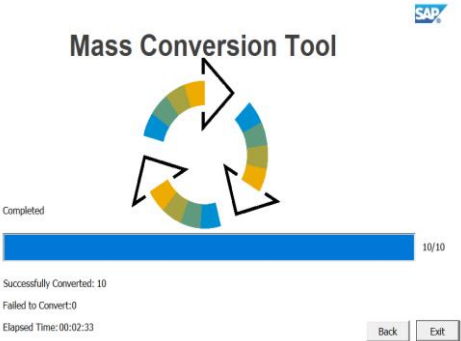 SAP
Mass Conversion Tool
Completed
10/10
Successfully Converted: 10
Failed to Convert:0
Elapsed Time: 00:02:33
Back
Exit